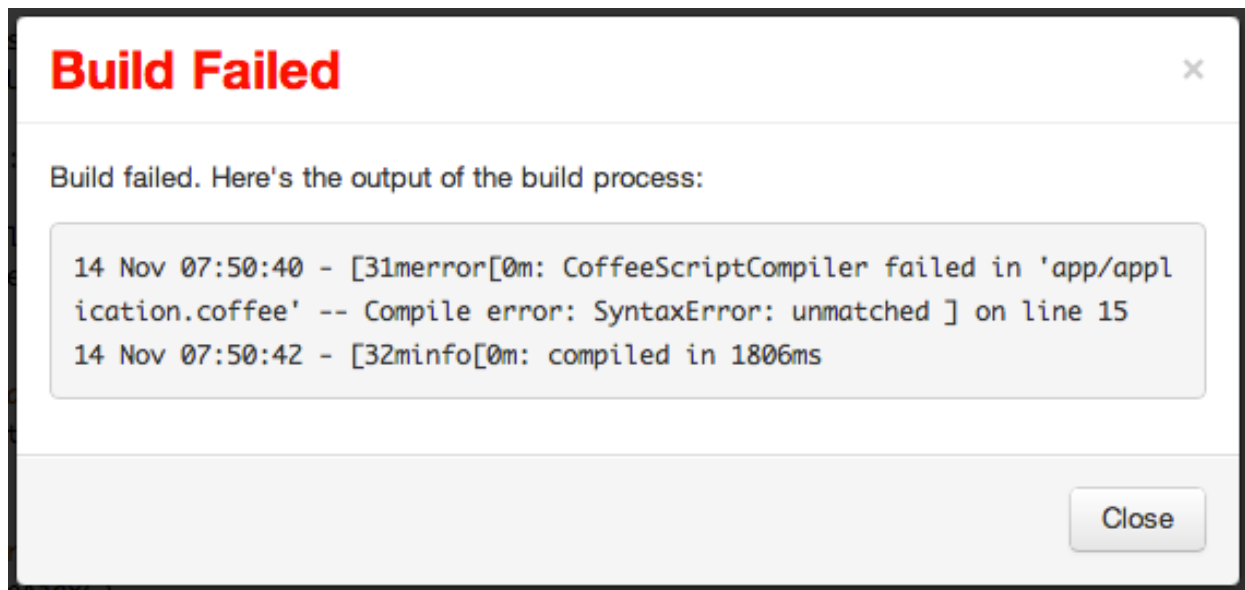 Build Failed
×
Build failed. Here's the output of the build process:
14 Nov 07:50:40 - [31merror[0m: CoffeeScriptCompiler failed in 'app/appl
ication.coffee' -- Compile error: SyntaxError: unmatched ] on line 15
14 Nov 07:50:42 - [32minfo[0m: compiled in 1806ms
Close